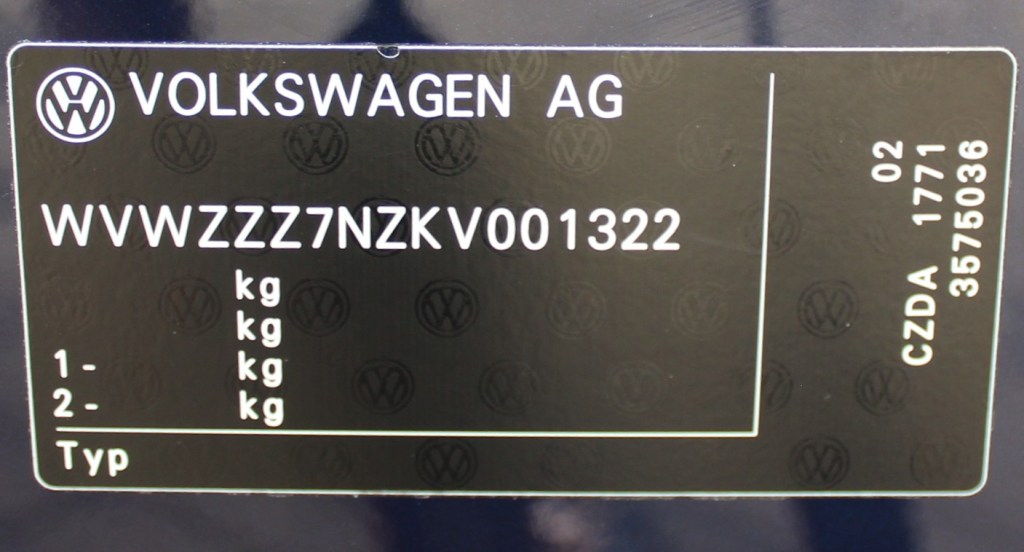 VOLKSWAGEN AG
WVWZZZ7NZKV001322
kg
kg
1- kg
2- kg
Typ
02
CZDA 1771
3575036